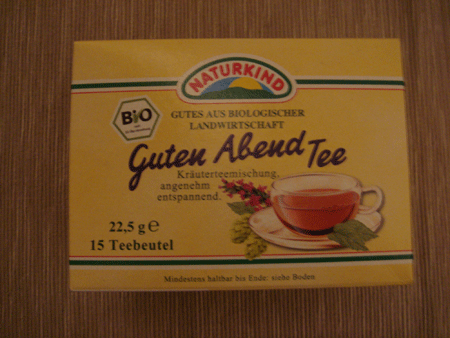 NATURKIND
BIO
GUTES AUS BIOLOGISCHER
LANDWIRTSCHAFT
Guten Abend Tee
Kräuterteemischung,
angenehm
entspannend.
22,5 g ℮
15 Teebeutel
Mindestens haltbar bis Ende: siehe Boden